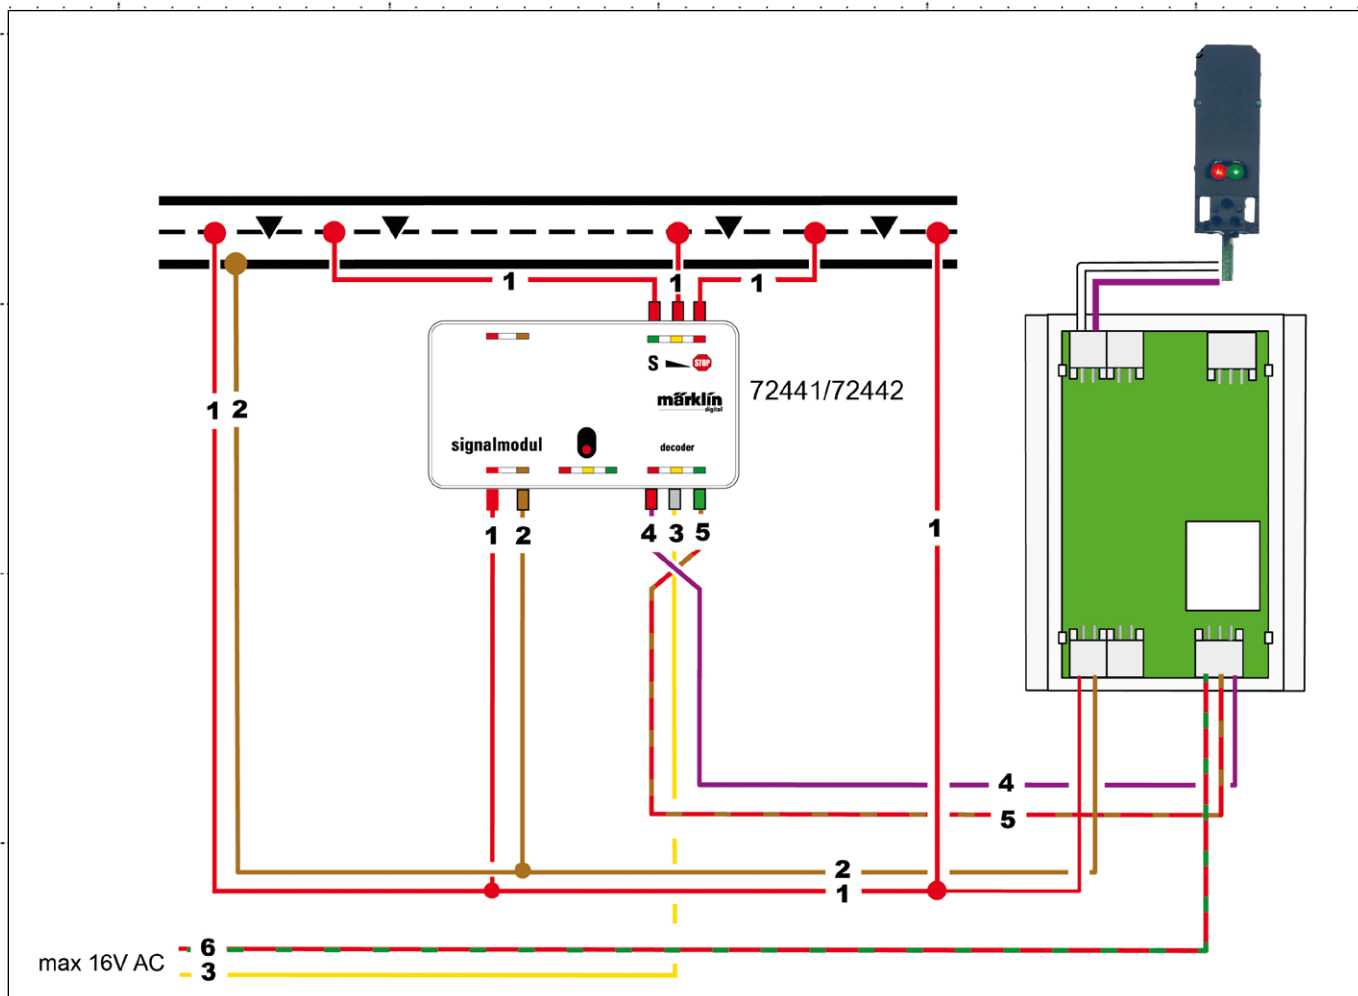 1 1 1
S STOP
märklin
digital
72441/72442
1 2
signalmodul decoder
1 2 4 3 5 1
4
5
2
1
6
max 16V AC
3